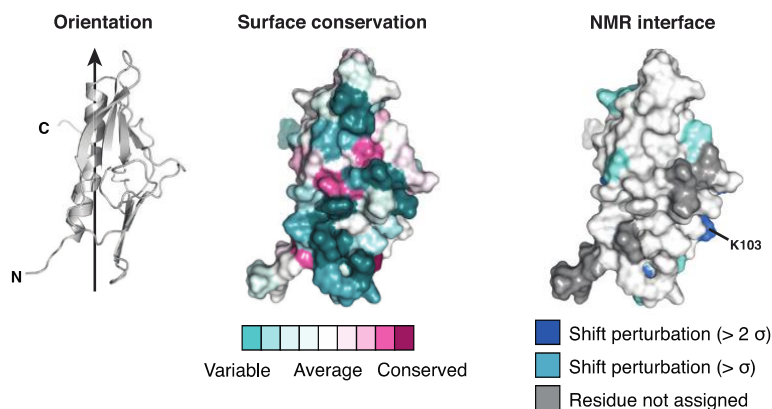 Orientation
Surface conservation
NMR interface
C
N
K103
Variable Average Conserved
Shift perturbation (> 2 σ)
Shift perturbation (> σ)
Residue not assigned